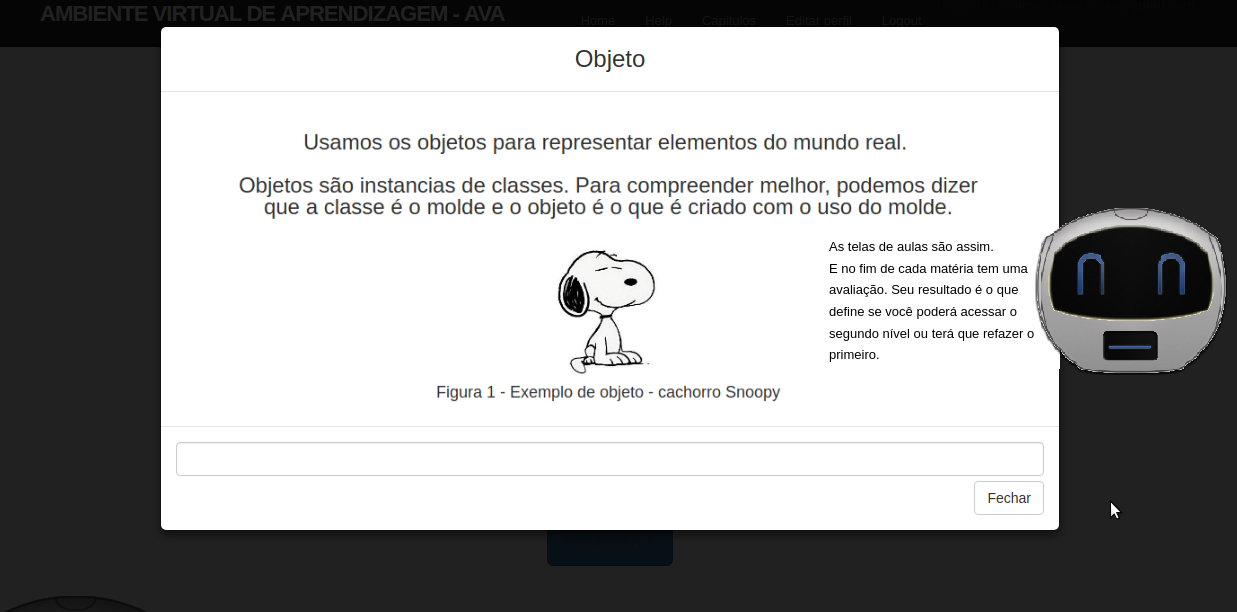 AMBIENTE VIRTUAL DE APRENDIZAGEM - AVA
Home Help Capitulos Editar perfil Logout
Objeto
Usamos os objetos para representar elementos do mundo real.
Objetos são instancias de classes. Para compreender melhor, podemos dizer
que a classe é o molde e o objeto é o que é criado com o uso do molde.
As telas de aulas são assim.
E no fim de cada matéria tem uma
avaliação. Seu resultado é o que
define se você poderá acessar o
segundo nível ou terá que refazer o
primeiro.
Figura 1 - Exemplo de objeto - cachorro Snoopy
Fechar